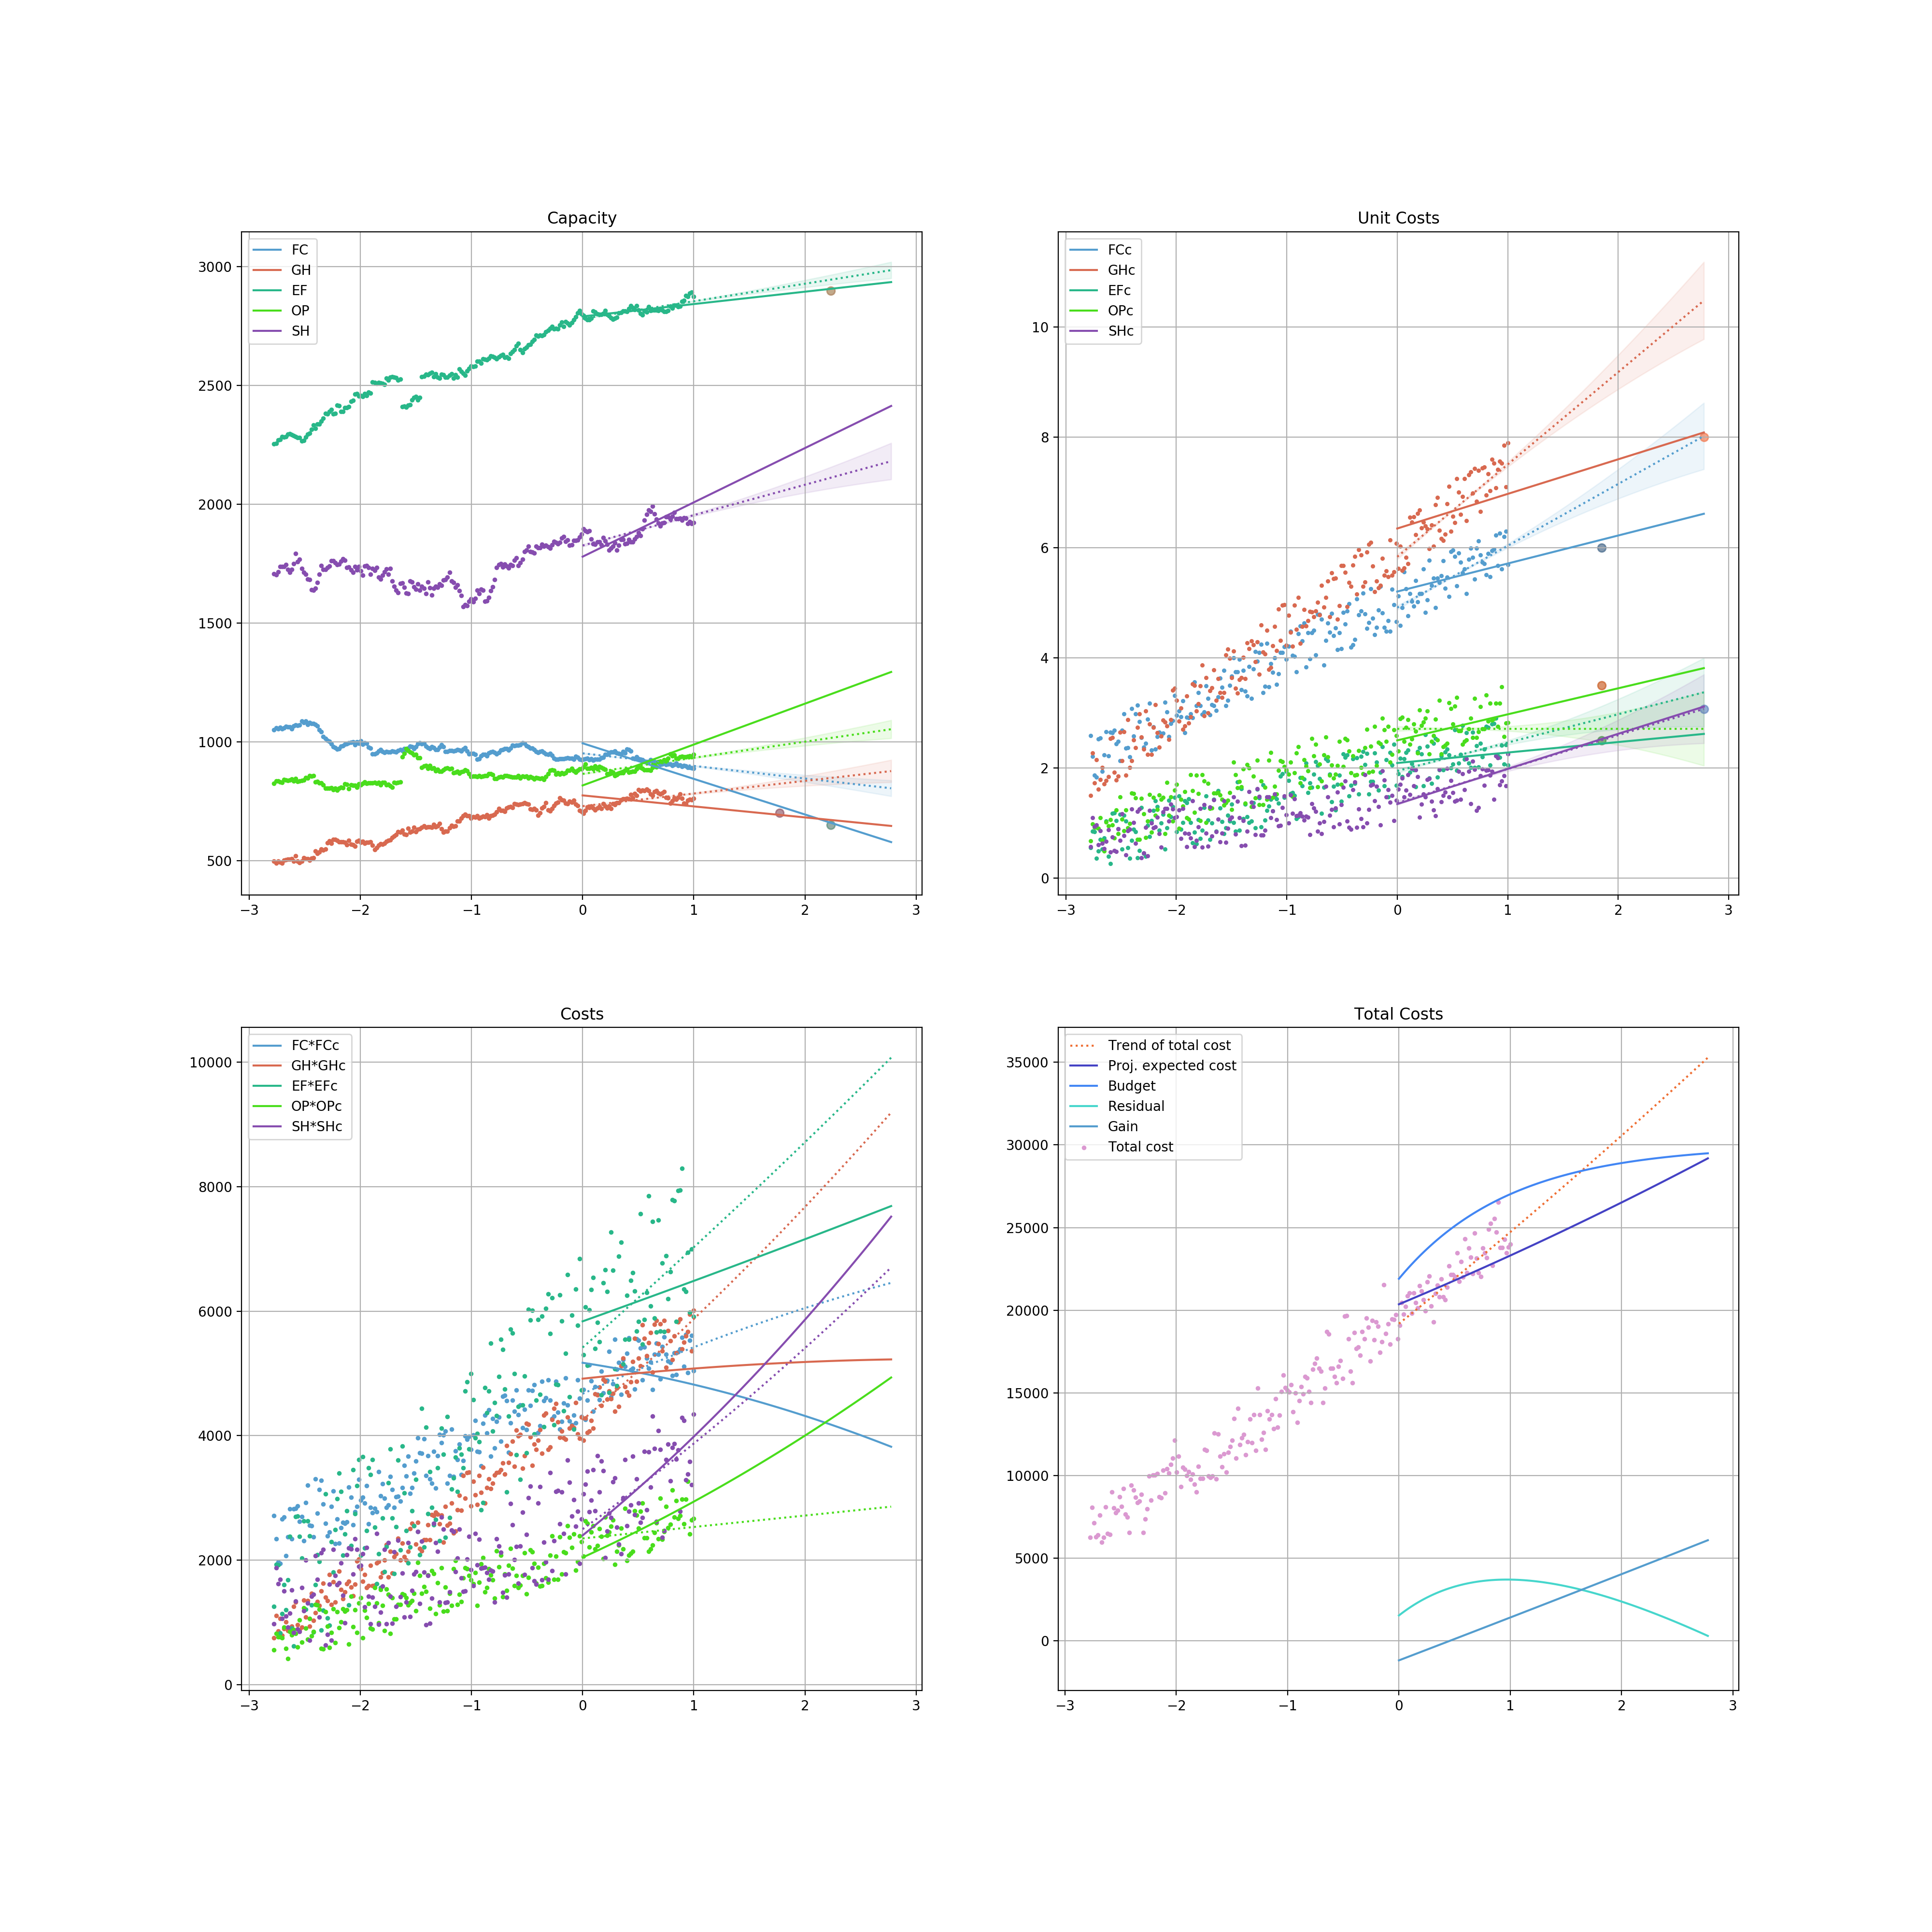 Capacity
FC
GH
EF
OP
SH
3000
2500
2000
1500
1000
500
−3 −2 −1 0 1 2 3
Unit Costs
FCc
GHc
EFc
OPc
SHc
10
8
6
4
2
0
−3 −2 −1 0 1 2 3
Costs
FC*FCc
GH*GHc
EF*EFc
OP*OPc
SH*SHc
10000
8000
6000
4000
2000
0
−3 −2 −1 0 1 2 3
Total Costs
Trend of total cost
Proj. expected cost
Budget
Residual
Gain
Total cost
35000
30000
25000
20000
15000
10000
5000
0
−3 −2 −1 0 1 2 3